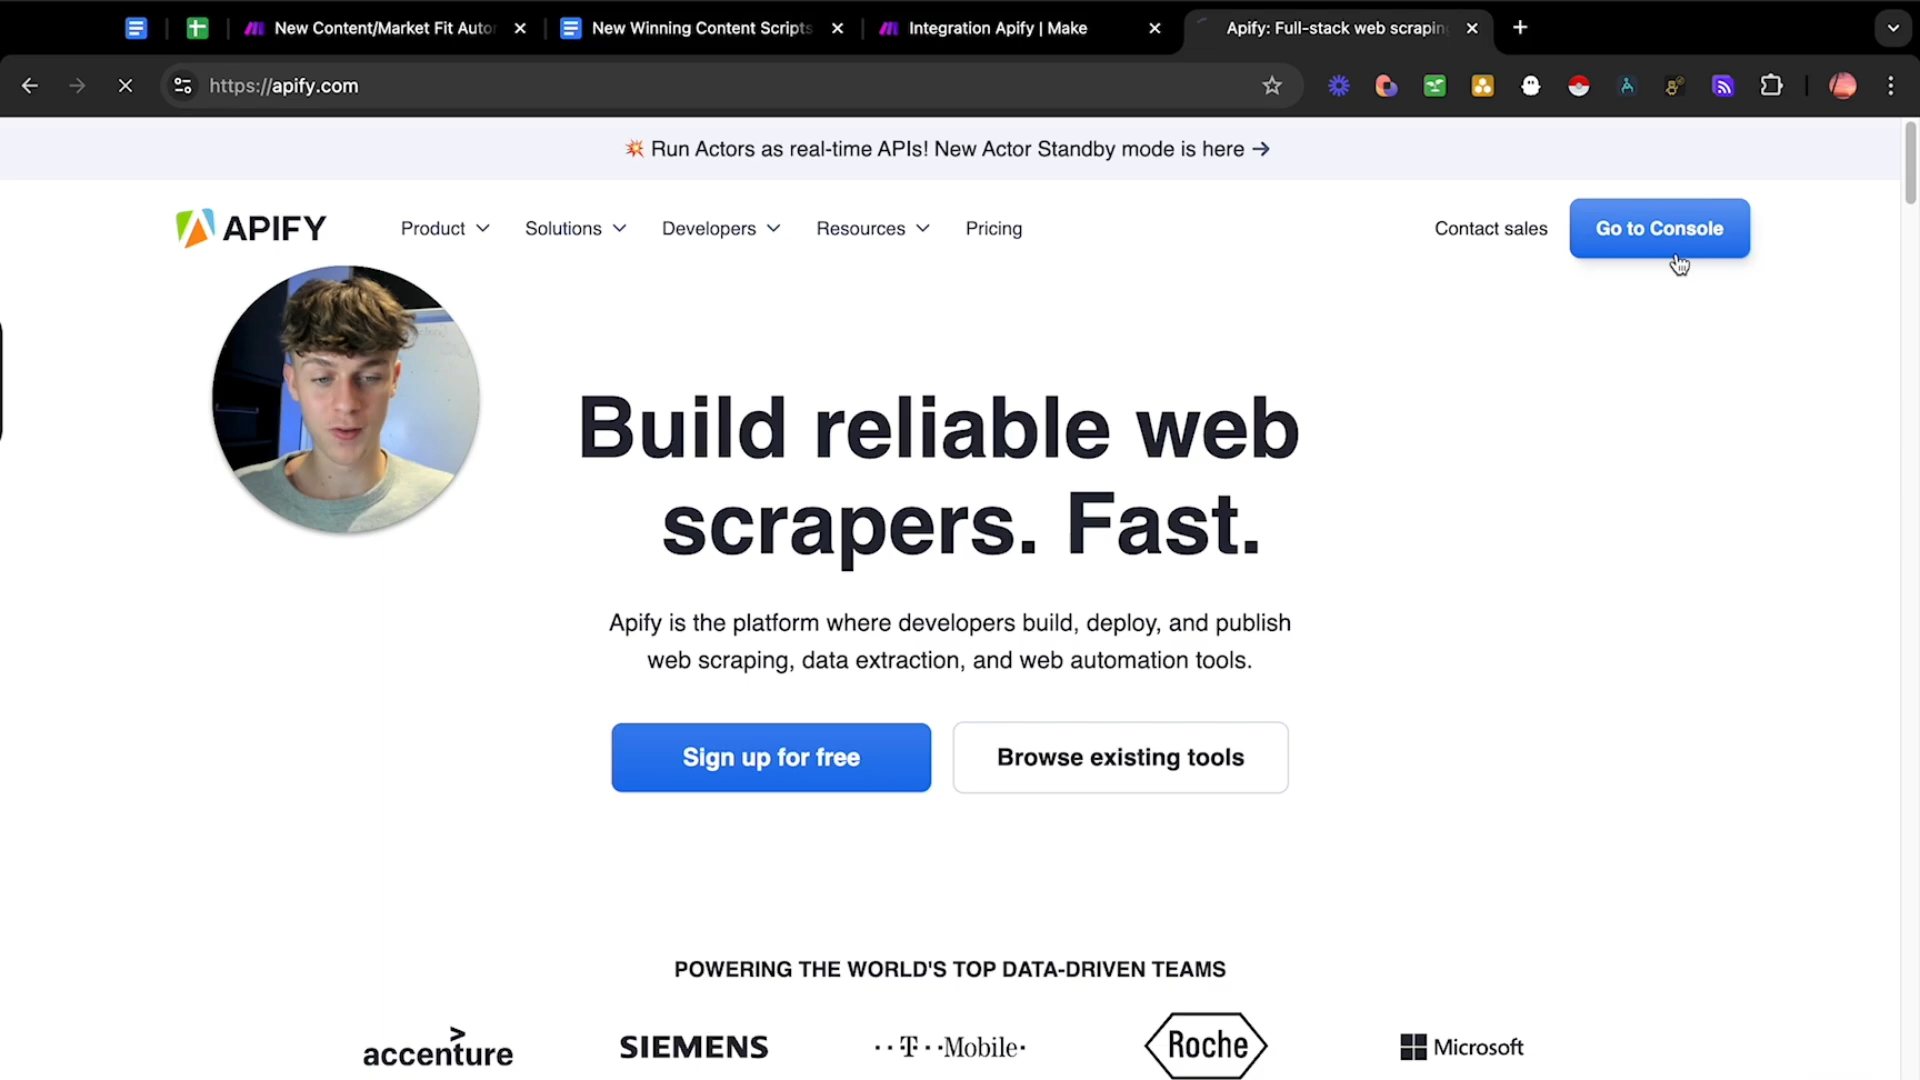 New Content/Market Fit Auto
New Winning Content Scripts
Integration Apify | Make
Apify: Full-stack web scraping
https://apify.com
💥 Run Actors as real-time APIs! New Actor Standby mode is here →
APIFY
Product
Solutions
Developers
Resources
Pricing
Contact sales
Go to Console
Build reliable web
scrapers. Fast.
Apify is the platform where developers build, deploy, and publish
web scraping, data extraction, and web automation tools.
Sign up for free
Browse existing tools
POWERING THE WORLD'S TOP DATA-DRIVEN TEAMS
accenture
SIEMENS
··T··Mobile·
Roche
Microsoft